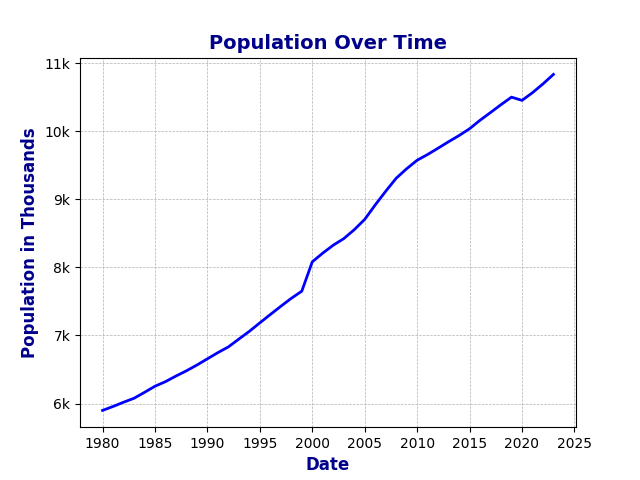 Population Over Time
11k
10k
9k
8k
7k
6k
Population in Thousands
1980 1985 1990 1995 2000 2005 2010 2015 2020 2025
Date